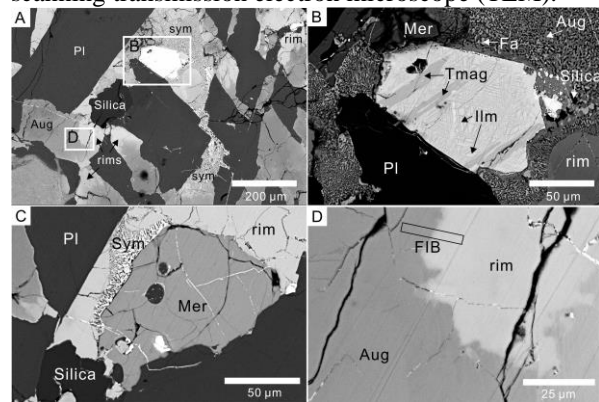 scanning transmission electron microscope (TEM).
A
Pl
sym
B
rim
Silica
Aug
D
rims
sym
200 µm
B
Mer
Fa
Aug
Tmag
Silica
Ilm
Pl
rim
50 µm
C
Pl
Sym
rim
Mer
Silica
50 µm
D
FIB
rim
Aug
25 µm